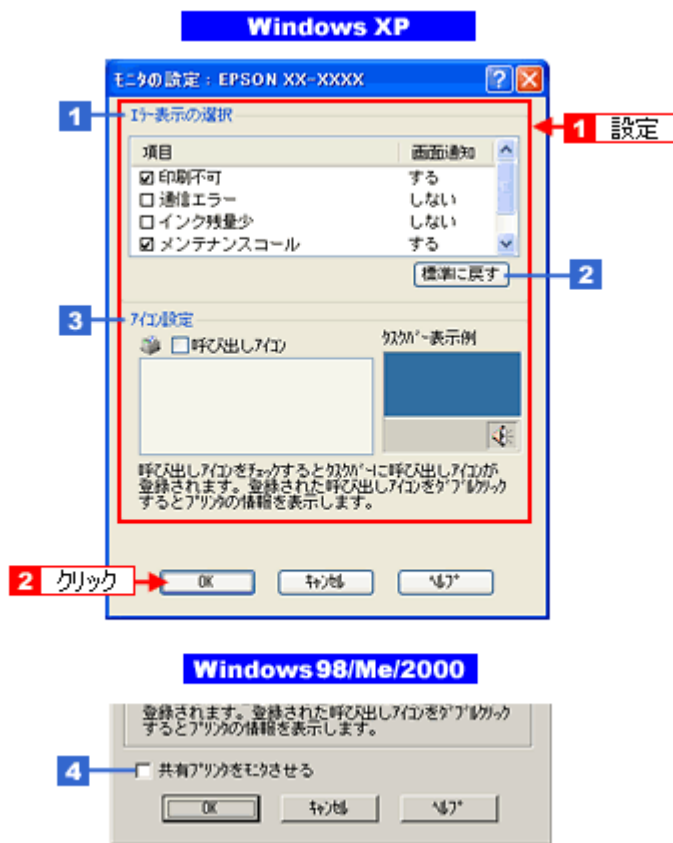 Windows XP
モニタの設定：EPSON XX-XXXX
1 エラー表示の選択
1 設定
項目 画面通知
印刷不可 する
通信エラー しない
インク残量少 しない
メンテナンスコール する
標準に戻す 2
3 アイコン設定
呼び出しアイコン タスクバー表示例
呼び出しアイコンをチェックするとタスクバーに呼び出しアイコンが
登録されます。登録された呼び出しアイコンをダブルクリック
するとプリンタの情報を表示します。
2 クリック OK キャンセル ヘルプ
Windows98/Me/2000
登録されます。登録された呼び出しアイコンをダブルクリック
するとプリンタの情報を表示します。
4 共有プリンタをモニタさせる
OK キャンセル ヘルプ